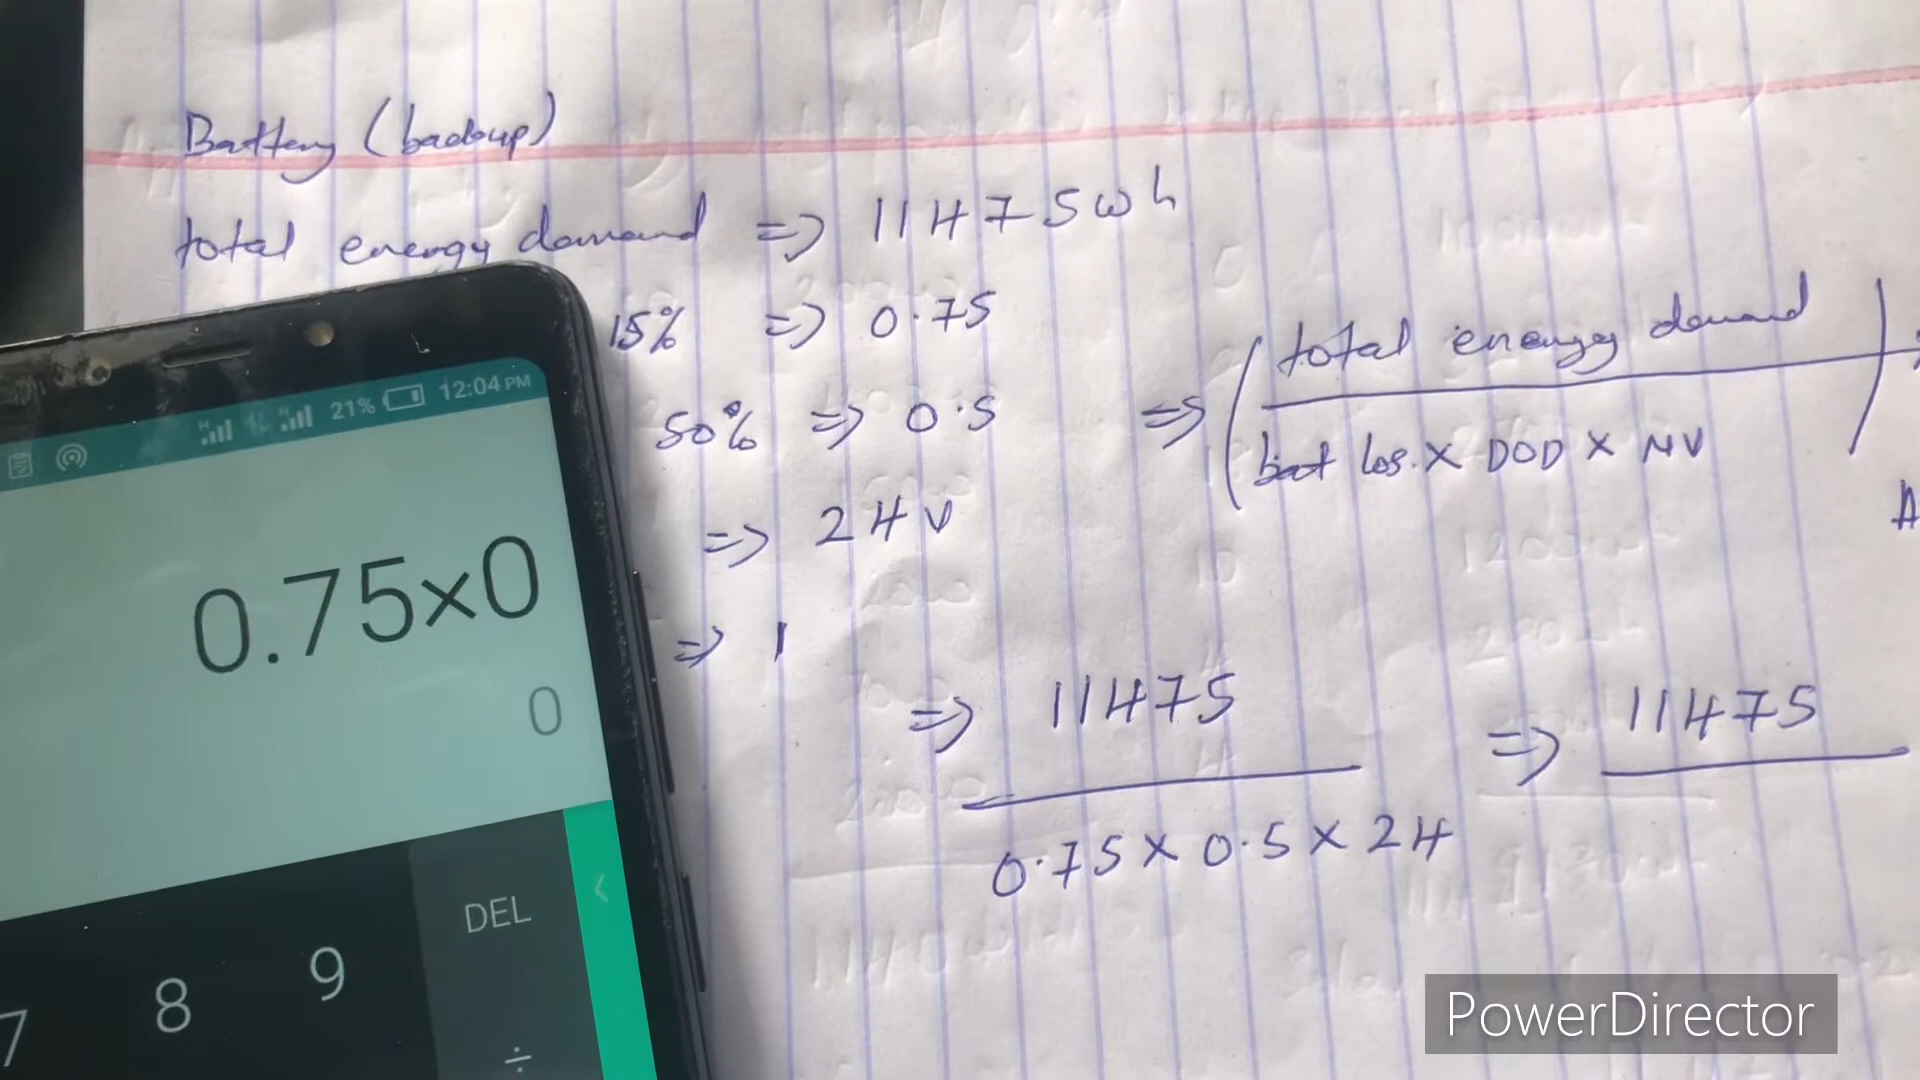 Battery (backup)
total energy demand => 11475wh
15% => 0.75
50% => 0.5
=> 24v
=> 1
=> ( total energy demand )
bat los. x DOD x NV
A
=> 11475
0.75 x 0.5 x 24
=> 11475
21% 12:04 PM
0.75×0
0
DEL
7 8 9
÷
PowerDirector